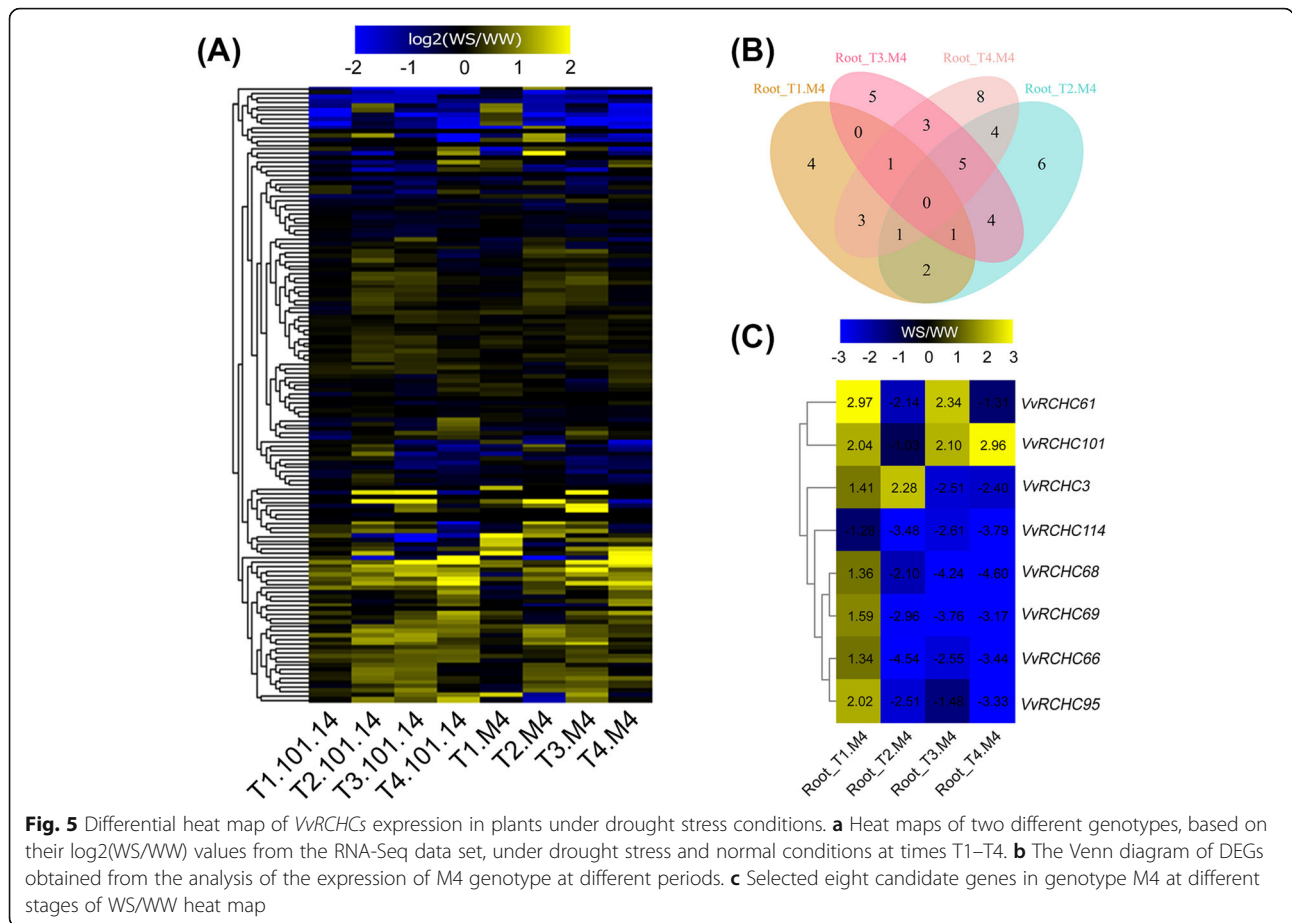 (A)
log2(WS/WW)
-2 -1 0 1 2
T1.101.14 T2.101.14 T3.101.14 T4.101.14 T1.M4 T2.M4 T3.M4 T4.M4
(B)
Root_T3.M4 Root_T4.M4
Root_T1.M4 Root_T2.M4
5 8
0 3 4
4 1 5 6
0
3 1 1 4
2
(C)
WS/WW
-3 -2 -1 0 1 2 3
2.97 -2.14 2.34 -1.31 VvRCHC61
2.04 -1.03 2.10 2.96 VvRCHC101
1.41 2.28 -2.51 -2.40 VvRCHC3
-1.28 -3.48 -2.61 -3.79 VvRCHC114
1.36 -2.10 -4.24 -4.60 VvRCHC68
1.59 -2.96 -3.76 -3.17 VvRCHC69
1.34 -4.54 -2.55 -3.44 VvRCHC66
2.02 -2.51 -1.48 -3.33 VvRCHC95
Root_T1.M4 Root_T2.M4 Root_T3.M4 Root_T4.M4
Fig. 5 Differential heat map of VvRCHCs expression in plants under drought stress conditions. a Heat maps of two different genotypes, based on
their log2(WS/WW) values from the RNA-Seq data set, under drought stress and normal conditions at times T1–T4. b The Venn diagram of DEGs
obtained from the analysis of the expression of M4 genotype at different periods. c Selected eight candidate genes in genotype M4 at different
stages of WS/WW heat map